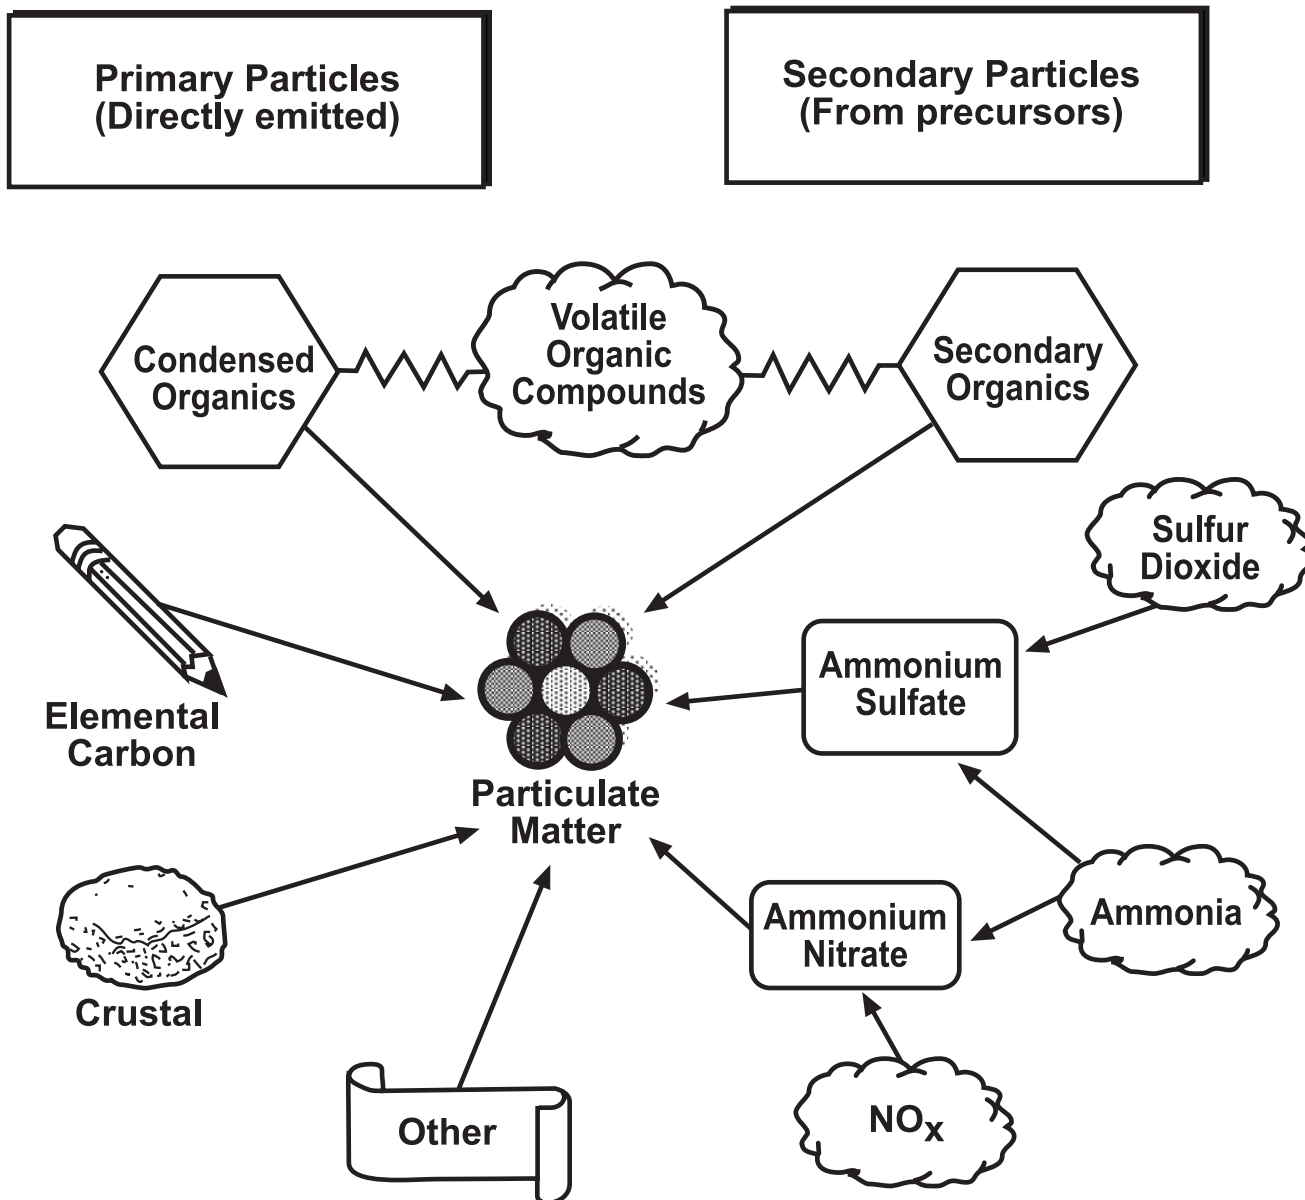 Primary Particles
(Directly emitted)
Secondary Particles
(From precursors)
Condensed
Organics
Volatile
Organic
Compounds
Secondary
Organics
Sulfur
Dioxide
Elemental
Carbon
Ammonium
Sulfate
Particulate
Matter
Ammonium
Nitrate
Ammonia
Crustal
Other
NOx